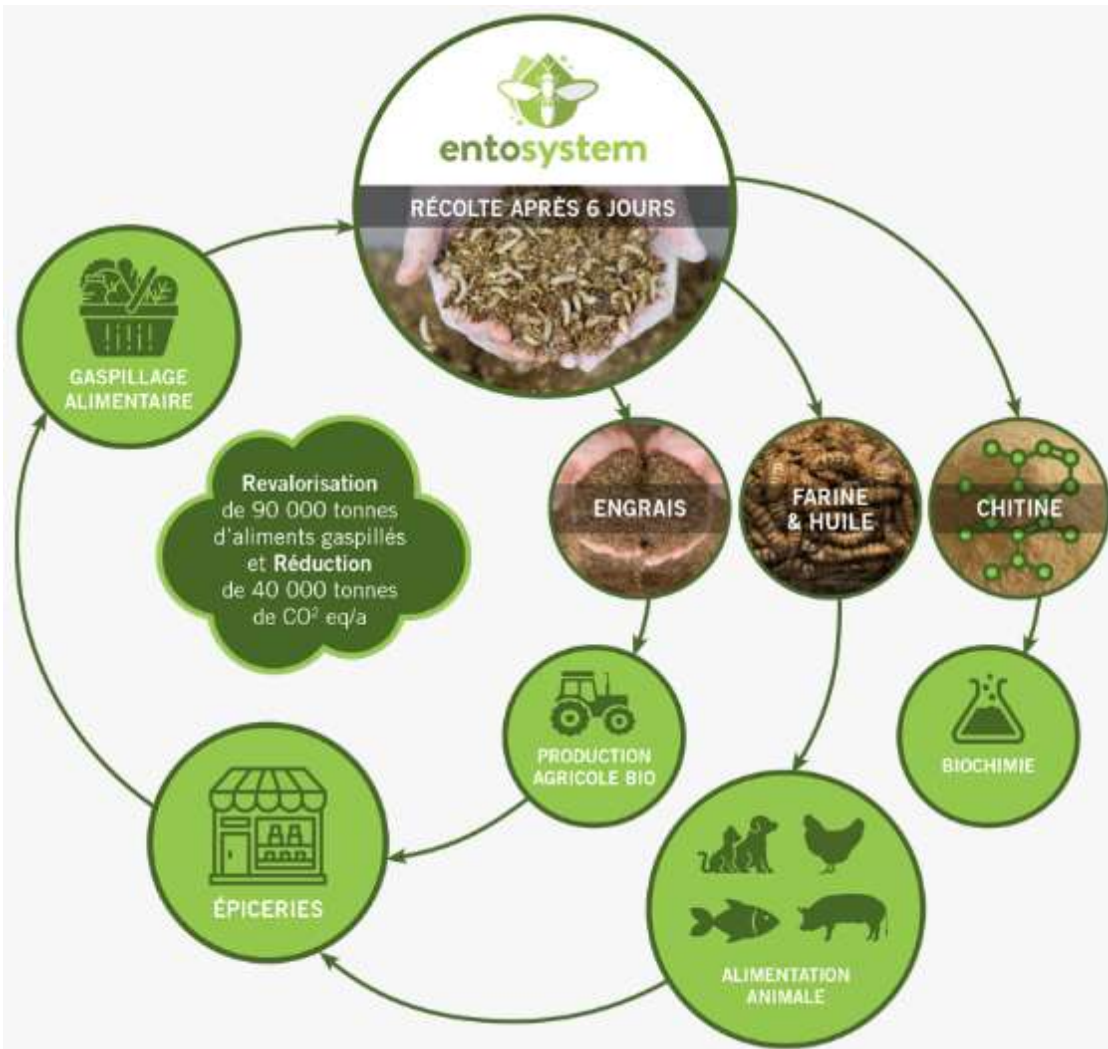 entosystem
RÉCOLTE APRÈS 6 JOURS
GASPILLAGE
ALIMENTAIRE
Revalorisation
de 90 000 tonnes
d'aliments gaspillés
et Réduction
de 40 000 tonnes
de CO² eq/a
ENGRAIS
FARINE
& HUILE
CHITINE
PRODUCTION
AGRICOLE BIO
BIOCHIMIE
ÉPICERIES
ALIMENTATION
ANIMALE